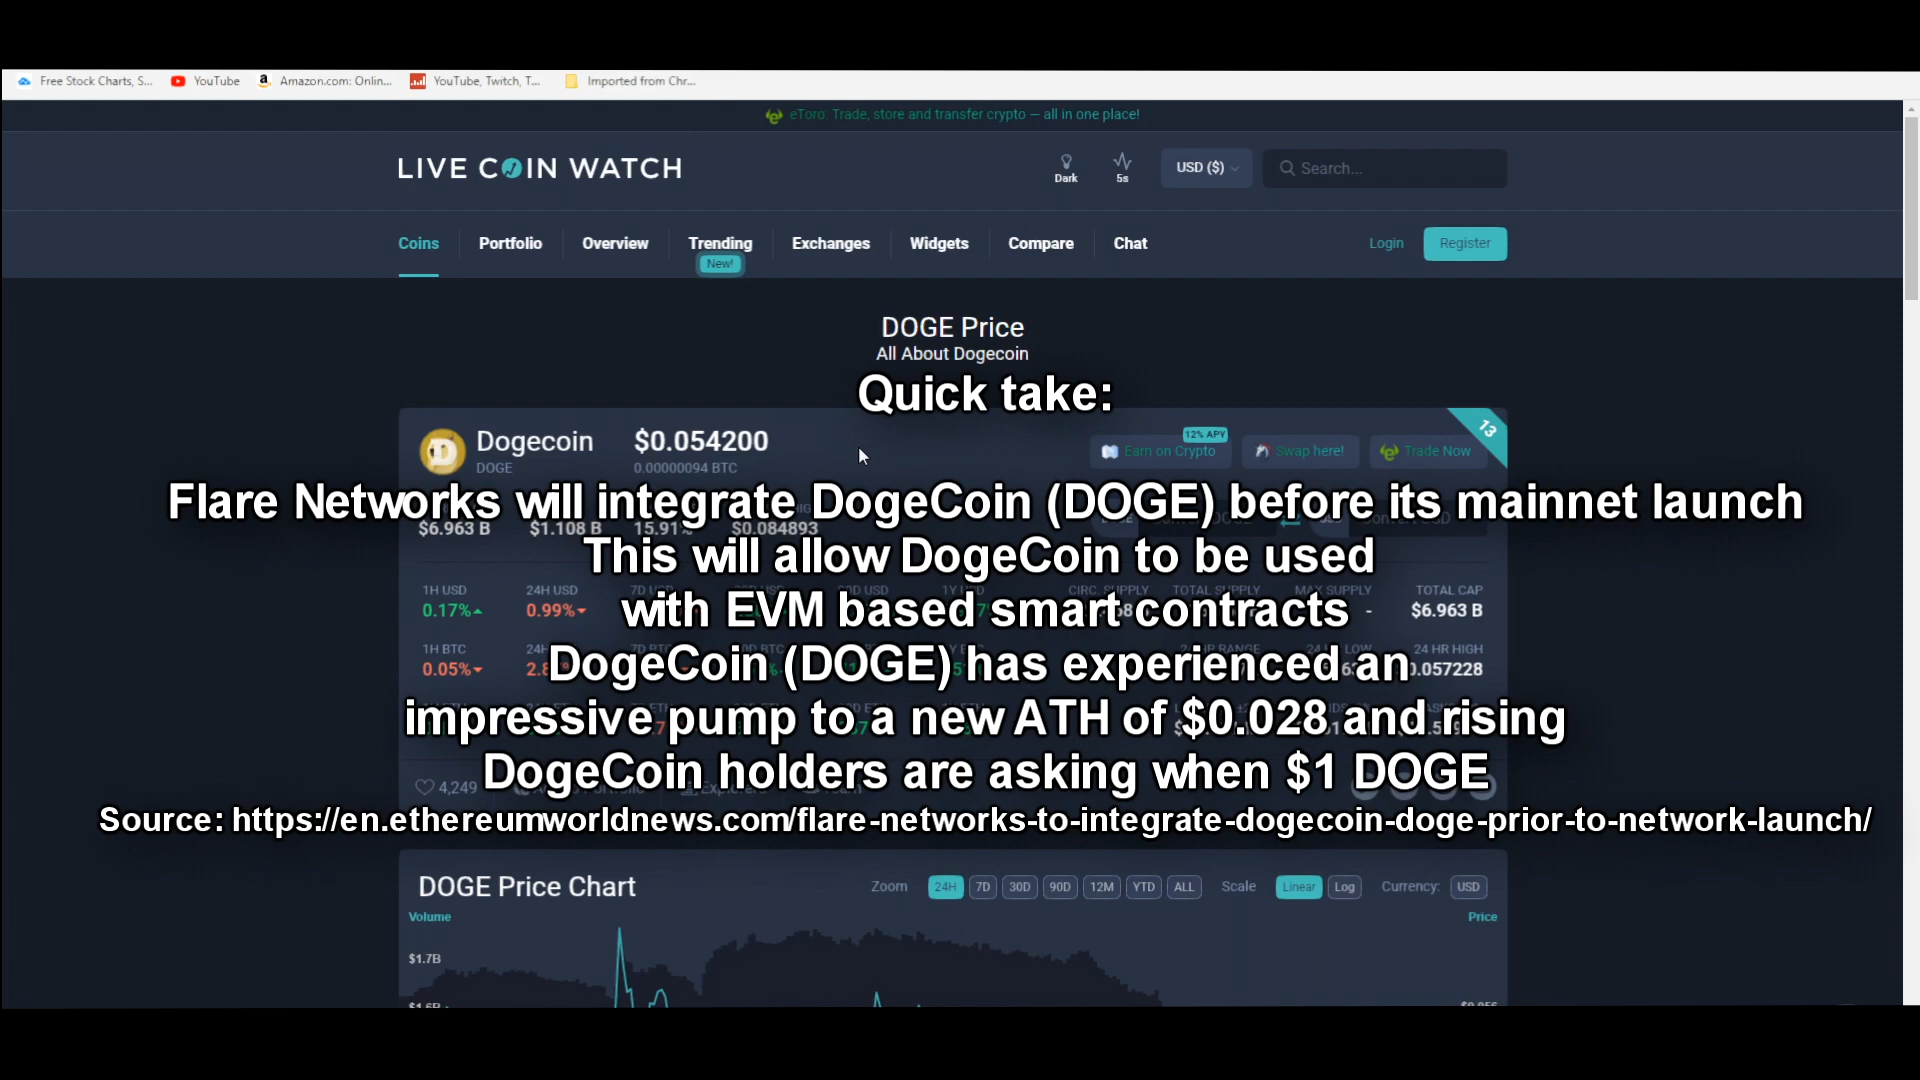 Free Stock Charts, S...
YouTube
Amazon.com: Onlin...
YouTube, Twitch, T...
Imported from Chr...
eToro: Trade, store and transfer crypto — all in one place!
LIVE COIN WATCH
Dark
5s
USD ($)
Search...
Coins
Portfolio
Overview
Trending
New!
Exchanges
Widgets
Compare
Chat
Login
Register
DOGE Price
All About Dogecoin
Quick take:
Dogecoin
DOGE
$0.054200
0.00000094 BTC
12% APY
Earn on Crypto
Swap here!
Trade Now
13
Flare Networks will integrate DogeCoin (DOGE) before its mainnet launch
$6.963 B
$1.108 B
15.91%
$0.084893
This will allow DogeCoin to be used
1H USD
0.17%
24H USD
0.99%
CIRC. SUPPLY
TOTAL SUPPLY
MAX SUPPLY
-
TOTAL CAP
$6.963 B
with EVM based smart contracts
1H BTC
0.05%
24 HR HIGH
DogeCoin (DOGE) has experienced an
impressive pump to a new ATH of $0.028 and rising
DogeCoin holders are asking when $1 DOGE
4,249
Source: https://en.ethereumworldnews.com/flare-networks-to-integrate-dogecoin-doge-prior-to-network-launch/
DOGE Price Chart
Zoom
24H
7D
30D
90D
12M
YTD
ALL
Scale
Linear
Log
Currency:
USD
Volume
Price
$1.7B